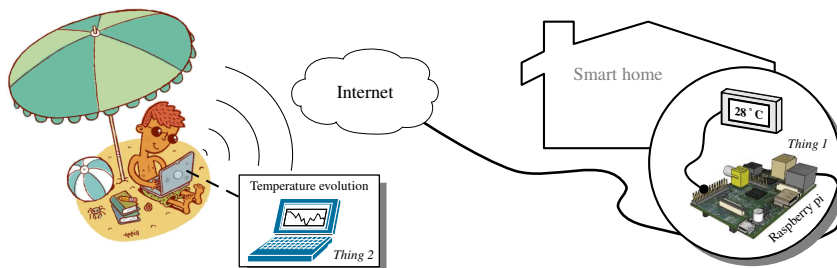 Internet
Smart home
28°C
Thing 1
Raspberry pi
Temperature evolution
Thing 2